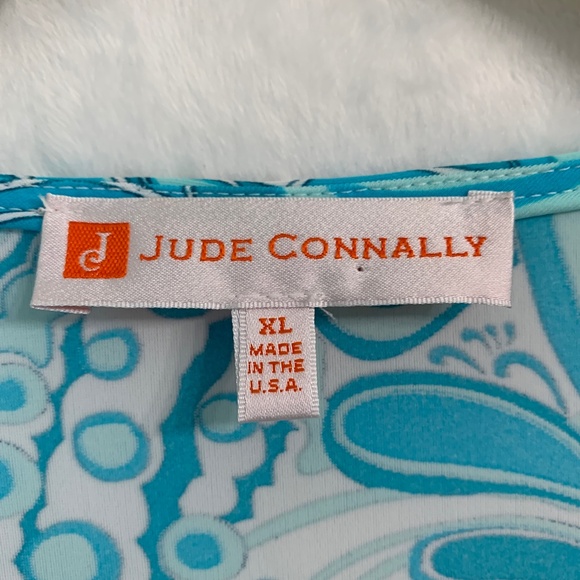 JC JUDE CONNALLY
XL
MADE
IN THE
U.S.A.